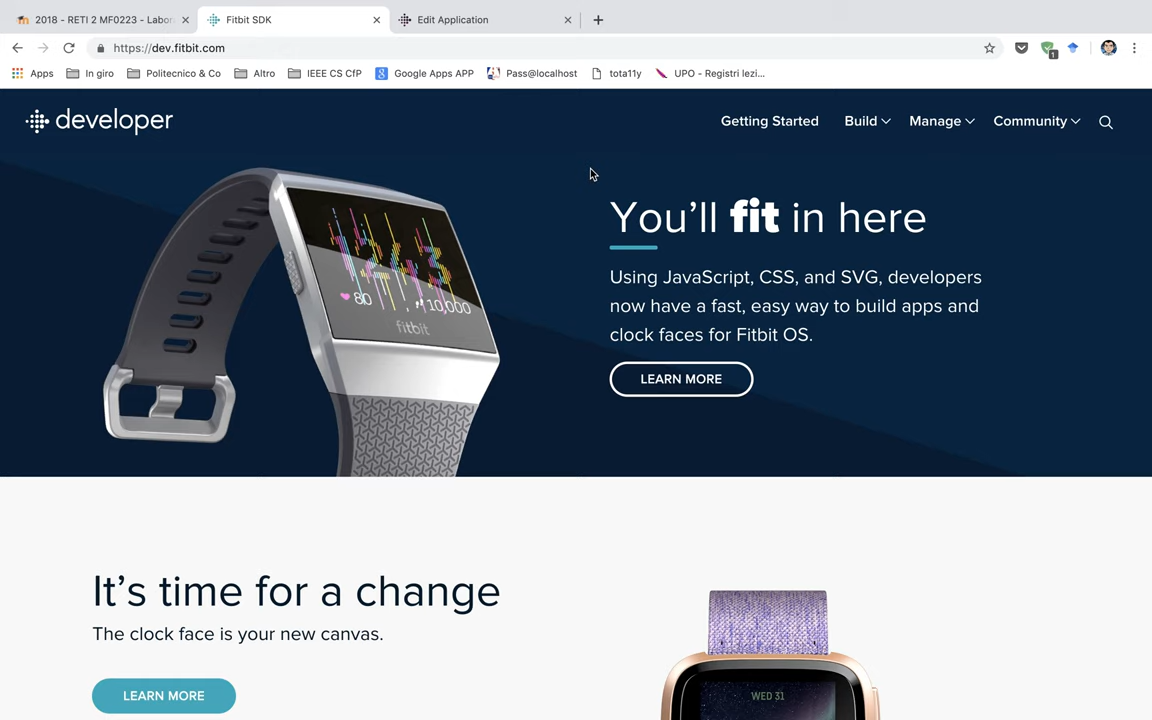 2018 - RETI 2 MF0223 - Labor
Fitbit SDK
Edit Application
https://dev.fitbit.com
1
Apps
In giro
Politecnico & Co
Altro
IEEE CS CfP
Google Apps APP
Pass@localhost
tota11y
UPO - Registri lezi...
developer
Getting Started
Build
Manage
Community
You'll fit in here
Using JavaScript, CSS, and SVG, developers
now have a fast, easy way to build apps and
clock faces for Fitbit OS.
LEARN MORE
80
10,000
fitbit
It's time for a change
The clock face is your new canvas.
LEARN MORE
WED 31